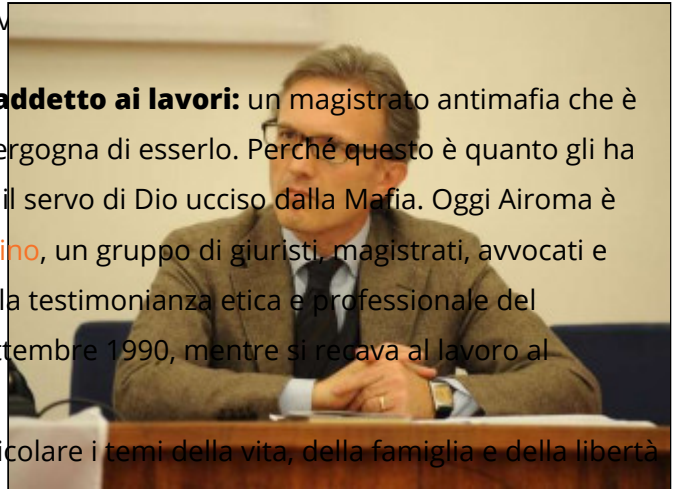 addetto ai lavori: un magistrato antimafia che è
ergogna di esserlo. Perché questo è quanto gli ha
il servo di Dio ucciso dalla Mafia. Oggi Airoma è
ino, un gruppo di giuristi, magistrati, avvocati e
la testimonianza etica e professionale del
ttembre 1990, mentre si recava al lavoro al
icolare i temi della vita, della famiglia e della libertà